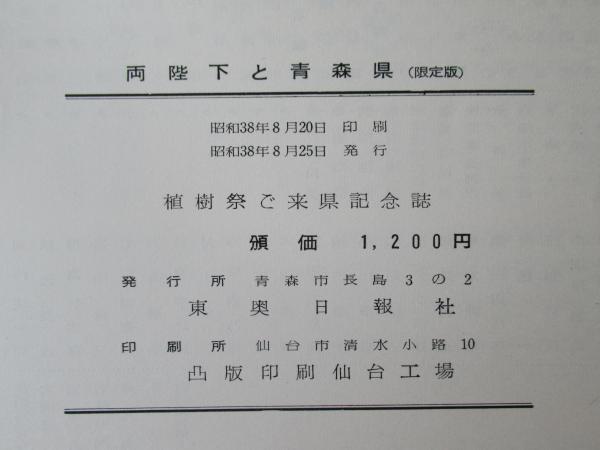 両陛下と青森県（限定版）
昭和38年8月20日　印刷
昭和38年8月25日　発行
植樹祭ご来県記念誌
頒価　1,200円
発行所　青森市長島3の2
東奥日報社
印刷所　仙台市清水小路10
凸版印刷仙台工場